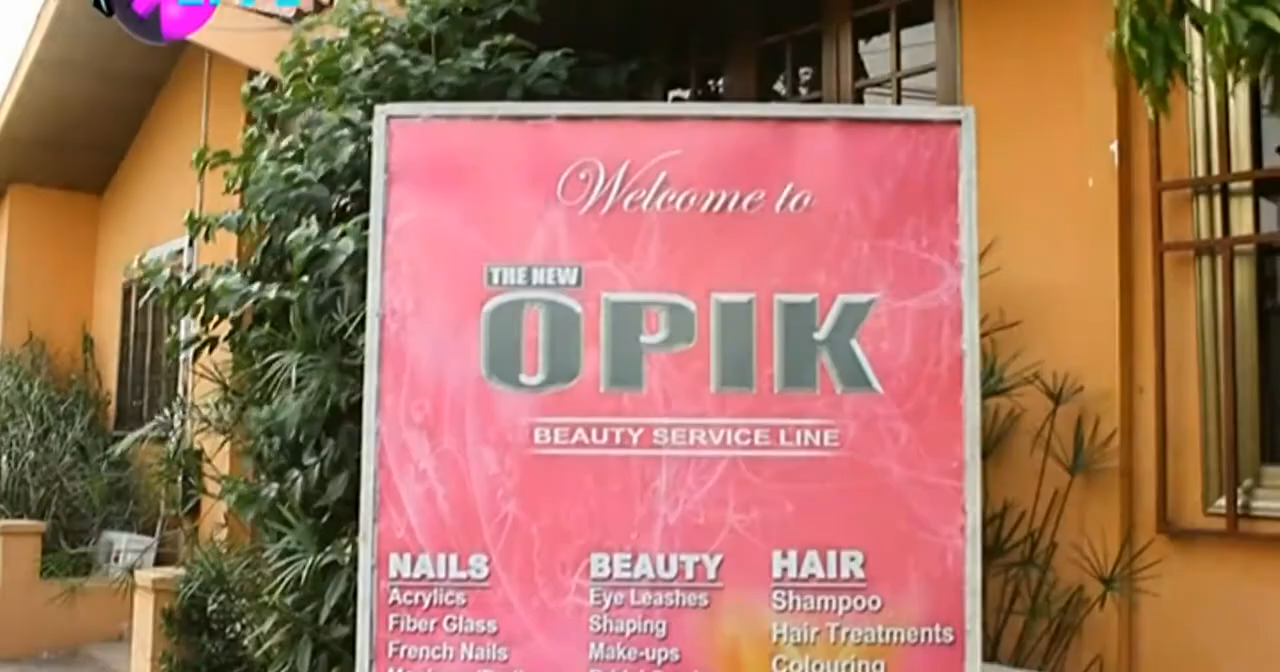 Welcome to
THE NEW
OPIK
BEAUTY SERVICE LINE
NAILS
Acrylics
Fiber Glass
French Nails
BEAUTY
Eye Leashes
Shaping
Make-ups
HAIR
Shampoo
Hair Treatments
Colouring